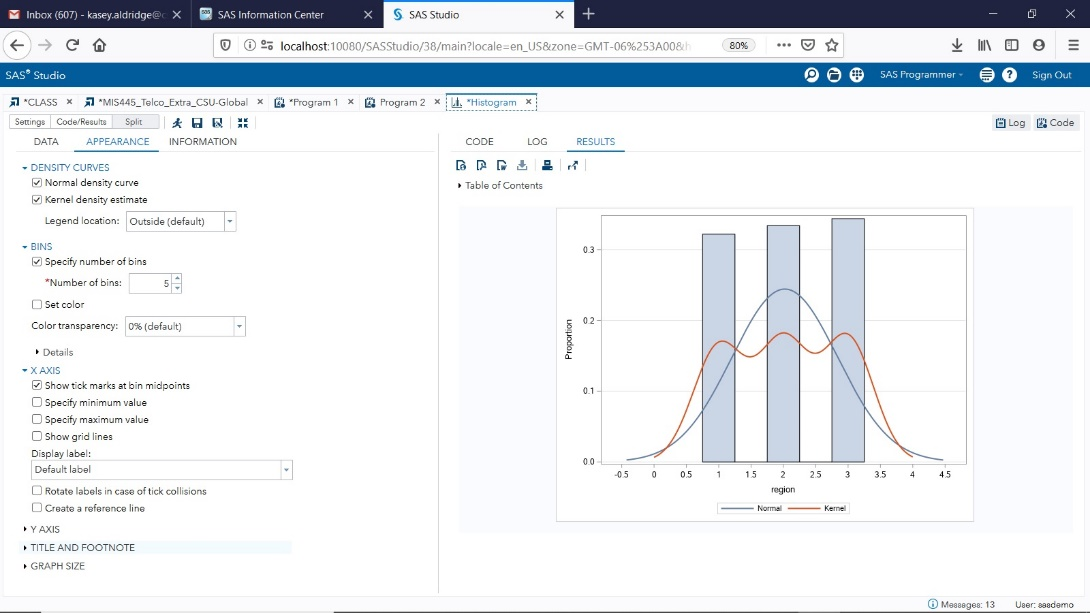 Inbox (607) - kasey.aldridge@c
SAS Information Center
SAS Studio
localhost:10080/SASStudio/38/main?locale=en_US&zone=GMT-06%253A00&h
80%
SAS® Studio
SAS Programmer
Sign Out
*CLASS
*MIS445_Telco_Extra_CSU-Global
*Program 1
Program 2
*Histogram
Settings
Code/Results
Split
Log
Code
DATA
APPEARANCE
INFORMATION
CODE
LOG
RESULTS
DENSITY CURVES
Normal density curve
Kernel density estimate
Legend location: Outside (default)
BINS
Specify number of bins
*Number of bins: 5
Set color
Color transparency: 0% (default)
Details
X AXIS
Show tick marks at bin midpoints
Specify minimum value
Specify maximum value
Show grid lines
Display label:
Default label
Rotate labels in case of tick collisions
Create a reference line
Y AXIS
TITLE AND FOOTNOTE
GRAPH SIZE
Table of Contents
Proportion
0.3
0.2
0.1
0.0
-0.5 0 0.5 1 1.5 2 2.5 3 3.5 4 4.5
region
Normal Kernel
Messages: 13
User: sasdemo